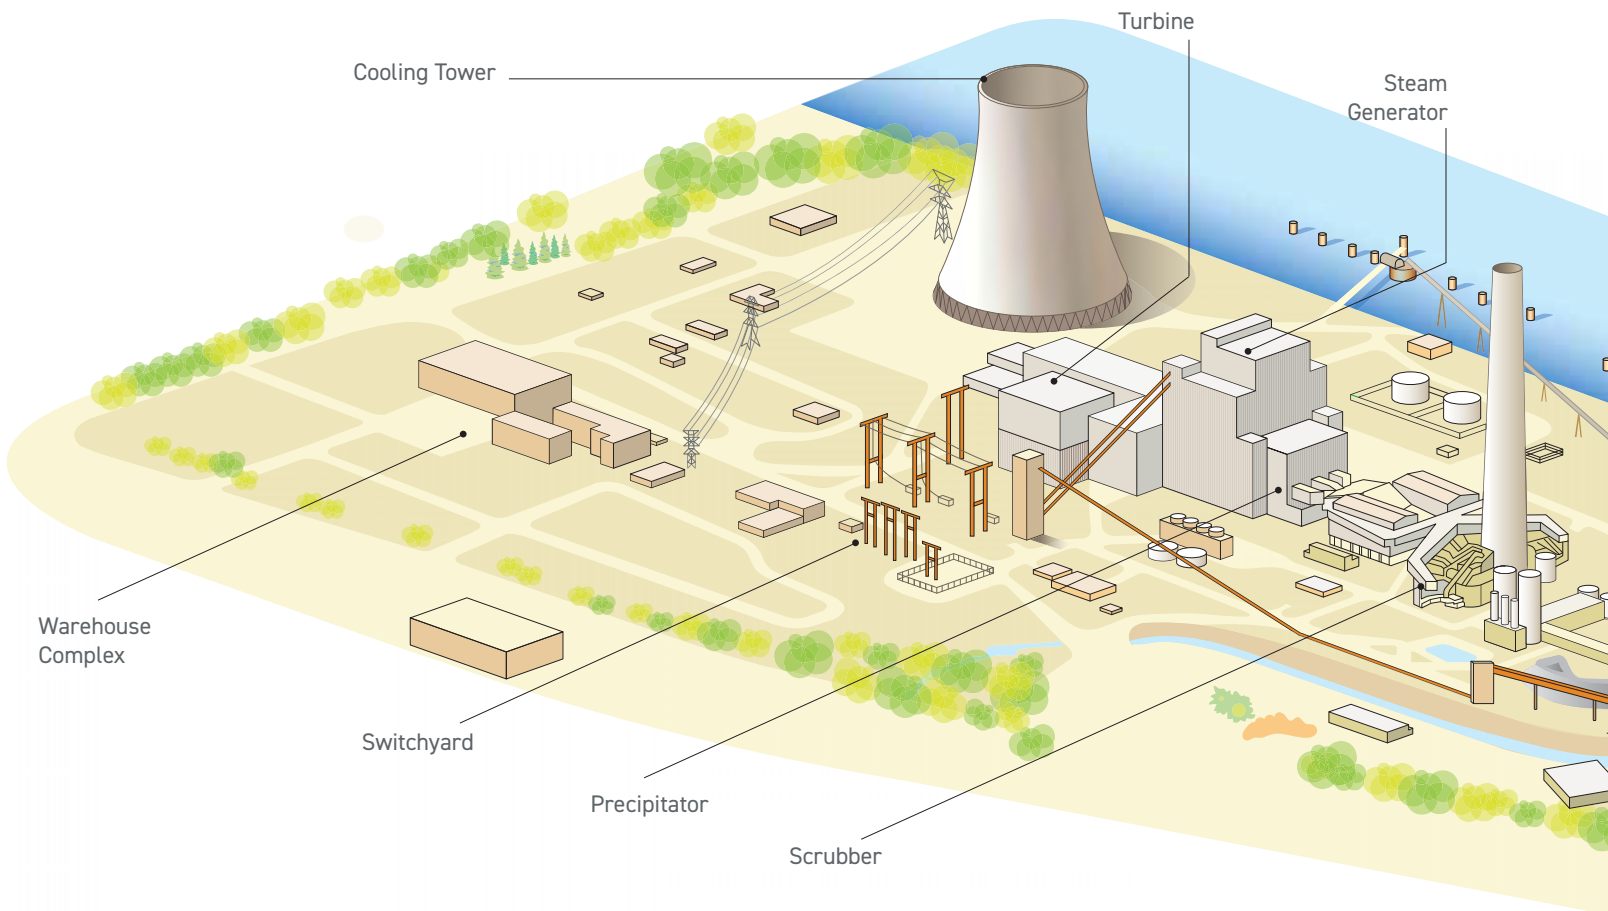 Turbine
Cooling Tower
Steam
Generator
Warehouse
Complex
Switchyard
Precipitator
Scrubber